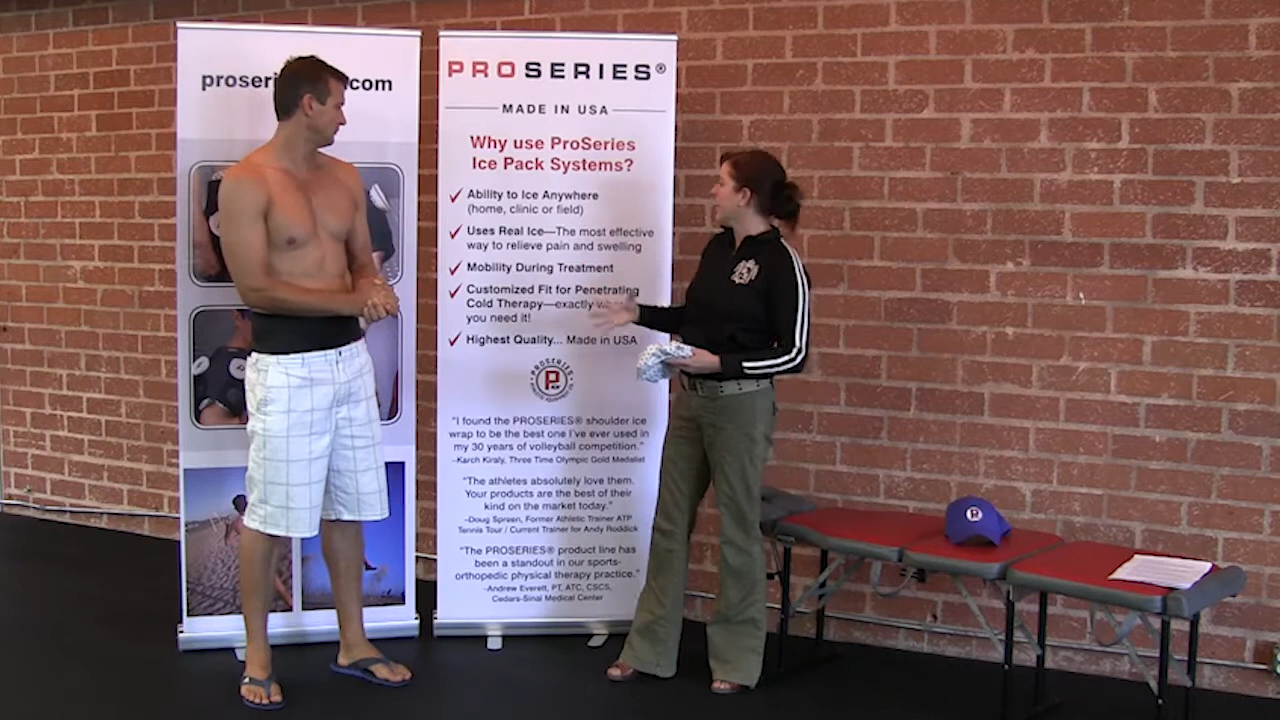 proseri
com
PROSERIES®
MADE IN USA
Why use ProSeries
Ice Pack Systems?
Ability to Ice Anywhere
(home, clinic or field)
Uses Real Ice—The most effective
way to relieve pain and swelling
Mobility During Treatment
Customized Fit for Penetrating
Cold Therapy—exactly
you need it!
Highest Quality... Made in USA
PROSERIES
P
"I found the PROSERIES® shoulder ice
wrap to be the best one I've ever used in
my 30 years of volleyball competition."
–Karch Kiraly, Three Time Olympic Gold Medalist
"The athletes absolutely love them.
Your products are the best of their
kind on the market today."
–Doug Spreen, Former Athletic Trainer ATP
Tennis Tour / Current Trainer for Andy Roddick
"The PROSERIES® product line has
been a standout in our sports-
orthopedic physical therapy practice."
–Andrew Everett, PT, ATC, CSCS,
Cedars-Sinai Medical Center